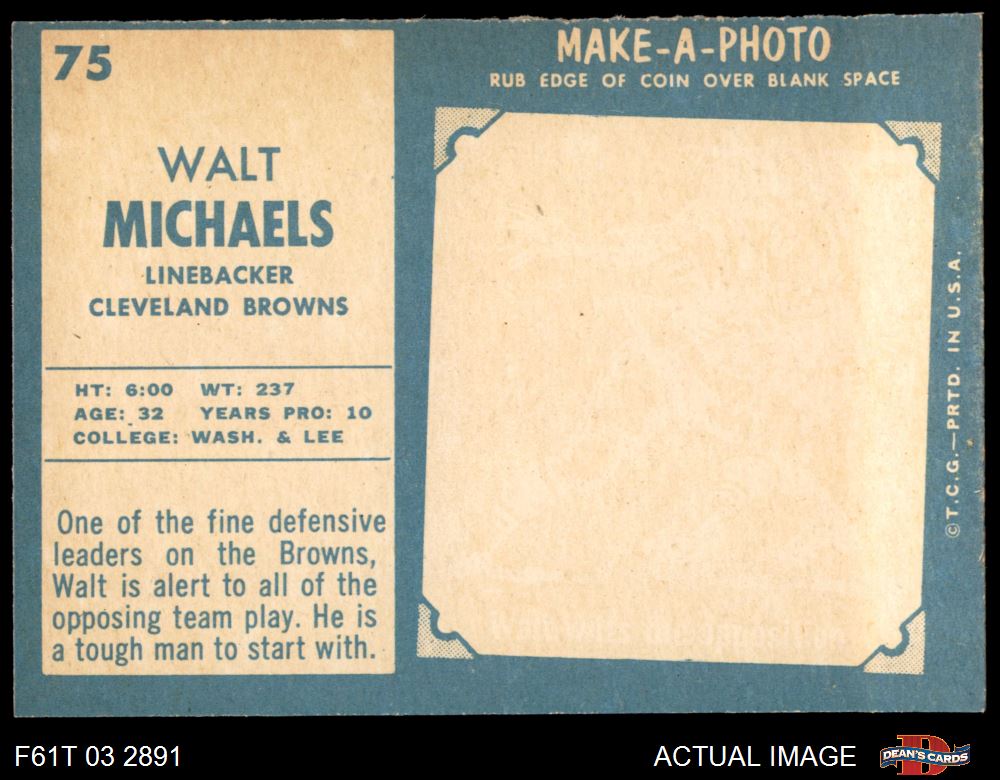 75
WALT
MICHAELS
LINEBACKER
CLEVELAND BROWNS
HT: 6:00 WT: 237
AGE: 32 YEARS PRO: 10
COLLEGE: WASH. & LEE
One of the fine defensive
leaders on the Browns,
Walt is alert to all of the
opposing team play. He is
a tough man to start with.
MAKE-A-PHOTO
RUB EDGE OF COIN OVER BLANK SPACE
©T.C.G.—PRTD. IN U.S.A.
F61T 03 2891
ACTUAL IMAGE
DEAN'S CARDS